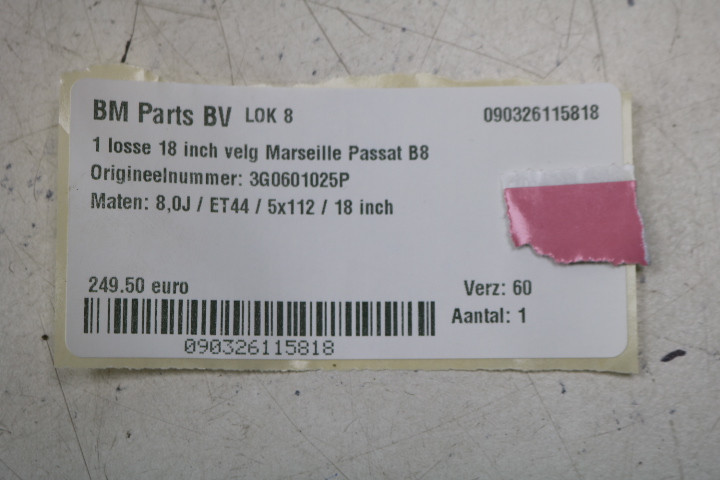 BM Parts BV LOK 8 090326115818
1 losse 18 inch velg Marseille Passat B8
Origineelnummer: 3G0601025P
Maten: 8,0J / ET44 / 5x112 / 18 inch
249.50 euro Verz: 60
Aantal: 1
090326115818